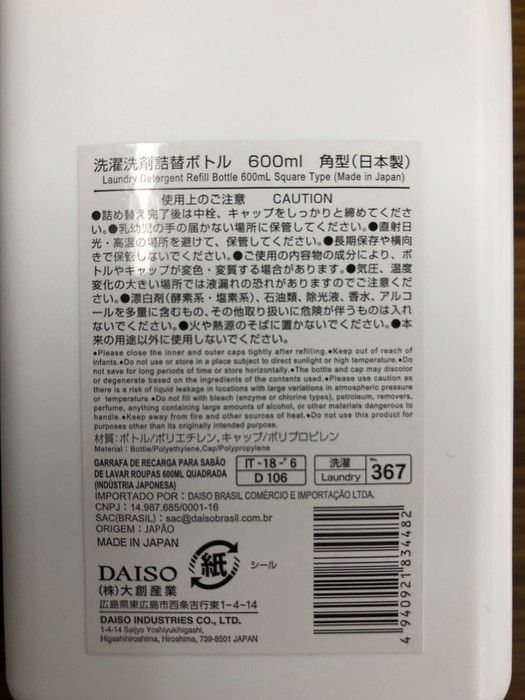 洗濯洗剤詰替ボトル 600ml 角型(日本製)
Laundry Detergent Refill Bottle 600mL Square Type (Made in Japan)
使用上のご注意 CAUTION
●詰め替え完了後は中栓、キャップをしっかりと締めてくださ
い。●乳幼児の手の届かない場所に保管してください。●直射日
光・高温の場所を避けて、保管してください。●長期保存や横向
きで保管しないでください。●ご使用の内容物の成分により、ボ
トルやキャップが変色・変質する場合があります。●気圧、温度
変化の大きい場所では液漏れの恐れがありますのでご注意くだ
さい。●漂白剤(酵素系・塩素系)、石油類、除光液、香水、アルコー
ルを多量に含むもの、その他取り扱いに危険が伴うものは入れ
ないでください。●火や熱源のそばに置かないでください。●本
来の用途以外に使用しないでください。
●Please close the inner and outer caps tightly after refilling.●Keep out of reach of
infants.●Do not use or store in a place subject to direct sunlight or high temperature.●Do
not save for long periods of time or store horizontally.●The bottle and cap may discolor
or degenerate based on the ingredients of the contents used.●Please use caution as
there is a risk of liquid leakage in locations with large variations in atmospheric pressure
or temperature.●Do not fill with bleach (enzyme or chlorine types), petroleum, removers,
perfume, anything containing large amounts of alcohol, or other materials dangerous to
handle.●Keep away from fire and other sources of heat.●Do not use this product for
purposes other than its originally intended purpose.
材質:ボトル/ポリエチレン、キャップ/ポリプロピレン
Material : Bottle/Polyethylene,Cap/Polypropylene
GARRAFA DE RECARGA PARA SABÃO
DE LAVAR ROUPAS 600ML QUADRADA
(INDÚSTRIA JAPONESA)
IT-18-'6
D 106
洗濯
Laundry
No.
367
IMPORTADO POR : DAISO BRASIL COMÉRCIO E IMPORTAÇÃO LTDA.
CNPJ : 14.987.685/0001-16
SAC(BRASIL) : sac@daisobrasil.com.br
ORIGEM : JAPÃO
MADE IN JAPAN
紙
シール
DAISO
(株)大創産業
広島県東広島市西条吉行東1-4-14
DAISO INDUSTRIES CO., LTD.
1-4-14 Saijyo Yoshiyukihigashi,
Higashihiroshima, Hiroshima, 739-8501 JAPAN
4 940921 834482